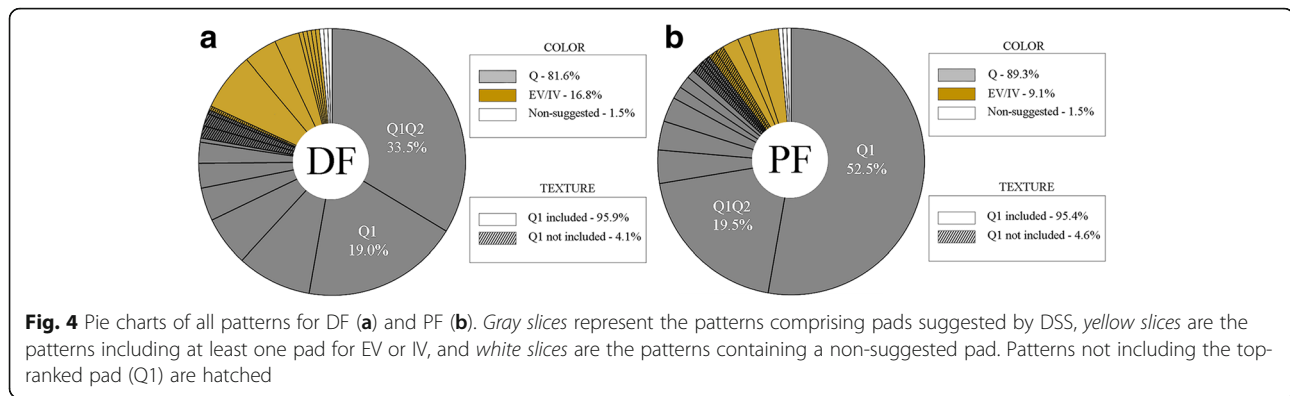 a
COLOR
Q - 81.6%
EV/IV - 16.8%
Non-suggested - 1.5%
Q1Q2
33.5%
DF
Q1
19.0%
TEXTURE
Q1 included - 95.9%
Q1 not included - 4.1%
b
COLOR
Q - 89.3%
EV/IV - 9.1%
Non-suggested - 1.5%
Q1
52.5%
PF
Q1Q2
19.5%
TEXTURE
Q1 included - 95.4%
Q1 not included - 4.6%
Fig. 4 Pie charts of all patterns for DF (a) and PF (b). Gray slices represent the patterns comprising pads suggested by DSS, yellow slices are the
patterns including at least one pad for EV or IV, and white slices are the patterns containing a non-suggested pad. Patterns not including the top-
ranked pad (Q1) are hatched